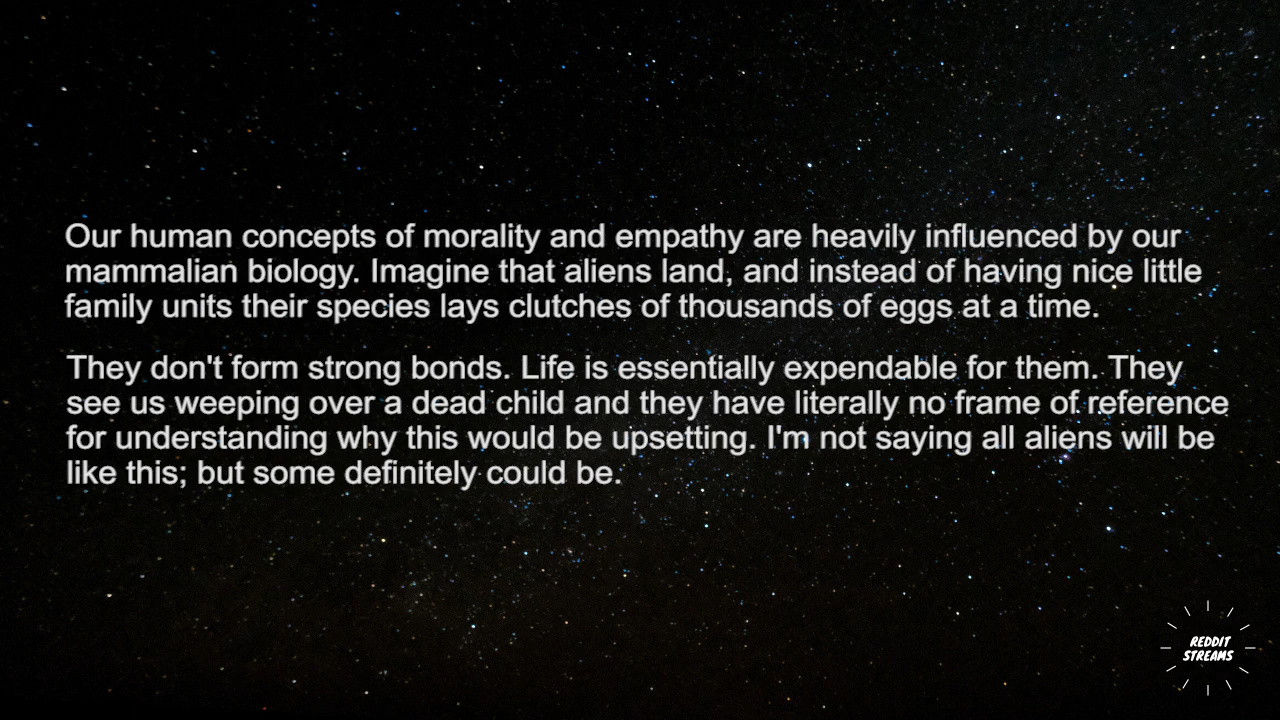 Our human concepts of morality and empathy are heavily influenced by our
mammalian biology. Imagine that aliens land, and instead of having nice little
family units their species lays clutches of thousands of eggs at a time.
They don't form strong bonds. Life is essentially expendable for them. They
see us weeping over a dead child and they have literally no frame of reference
for understanding why this would be upsetting. I'm not saying all aliens will be
like this; but some definitely could be.
REDDIT
STREAMS